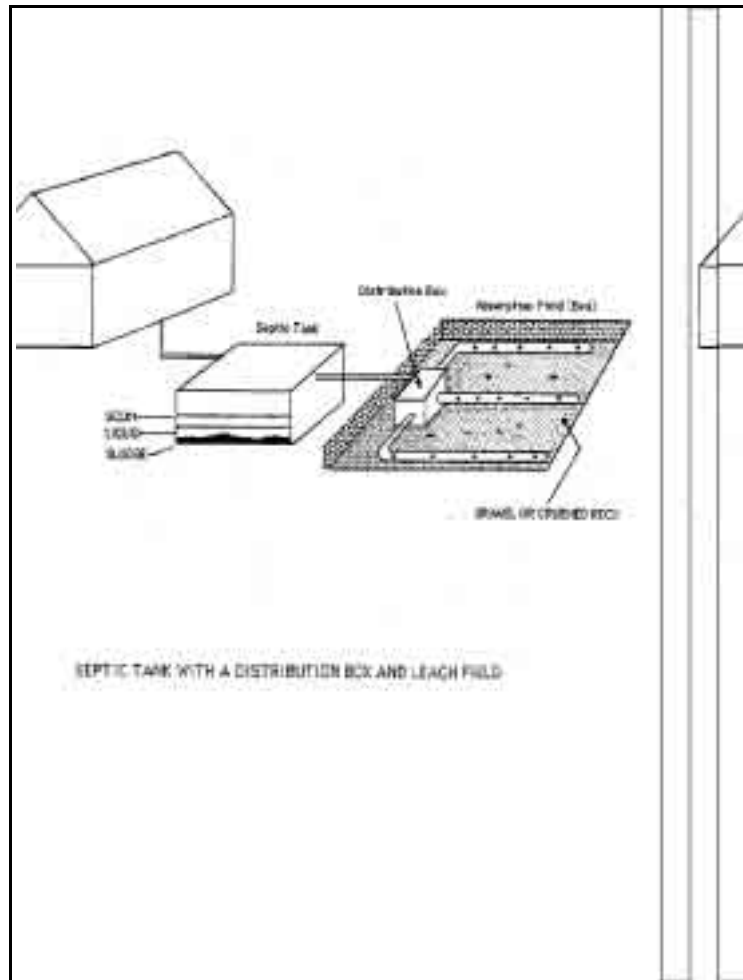 Distribution Box
Absorption Field (Bed)
Septic Tank
SCUM
LIQUID
SLUDGE
GRAVEL OR CRUSHED ROCK
SEPTIC TANK WITH A DISTRIBUTION BOX AND LEACH FIELD